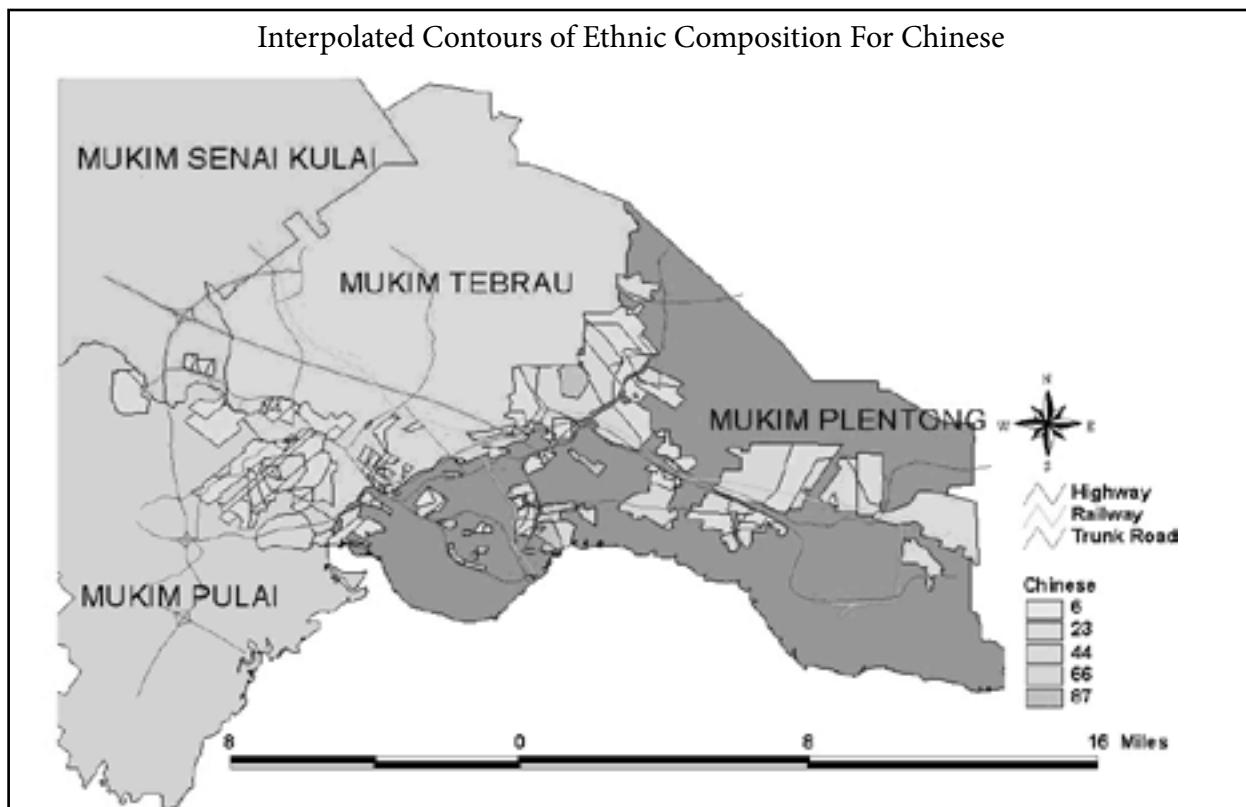 Interpolated Contours of Ethnic Composition For Chinese
MUKIM SENAI KULAI
MUKIM TEBRAU
MUKIM PLENTONG
N
W
E
S
Highway
Railway
Trunk Road
MUKIM PULAI
Chinese
6
23
44
66
87
8 0 8 16 Miles